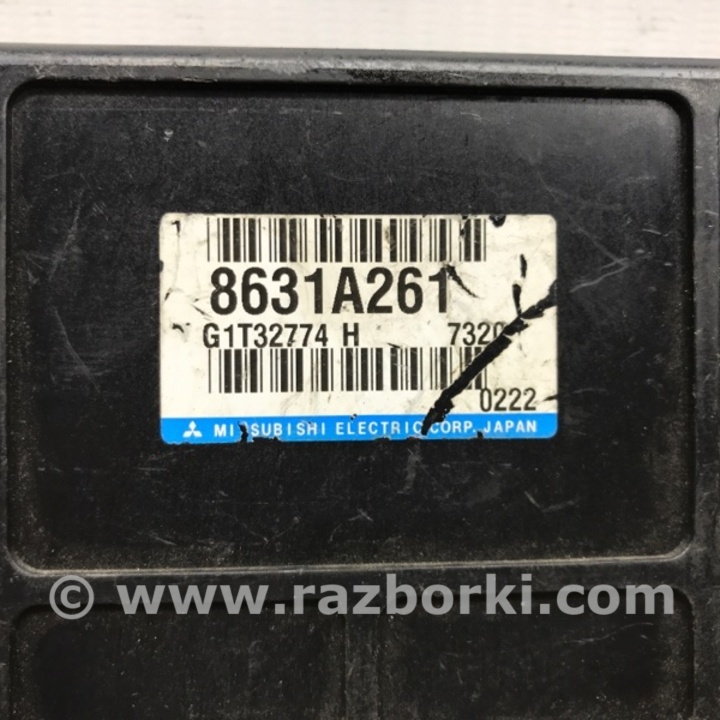 8631A261
G1T32774 H
0222
MITSUBISHI ELECTRIC CORP. JAPAN
© www.razborki.com